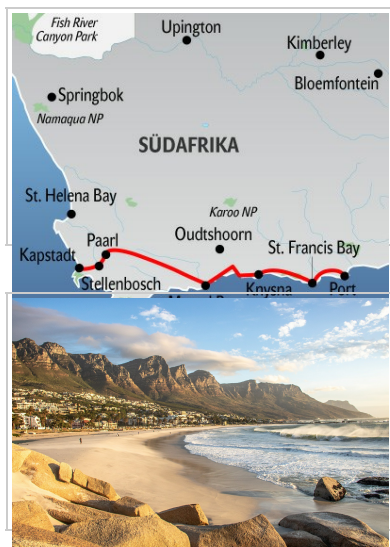 Fish River
Canyon Park
Upington
Kimberley
Bloemfontein
Springbok
Namaqua NP
SÜDAFRIKA
St. Helena Bay
Karoo NP
Oudtshoorn
St. Francis Bay
Paarl
Kapstadt
Stellenbosch
Knysna
Port